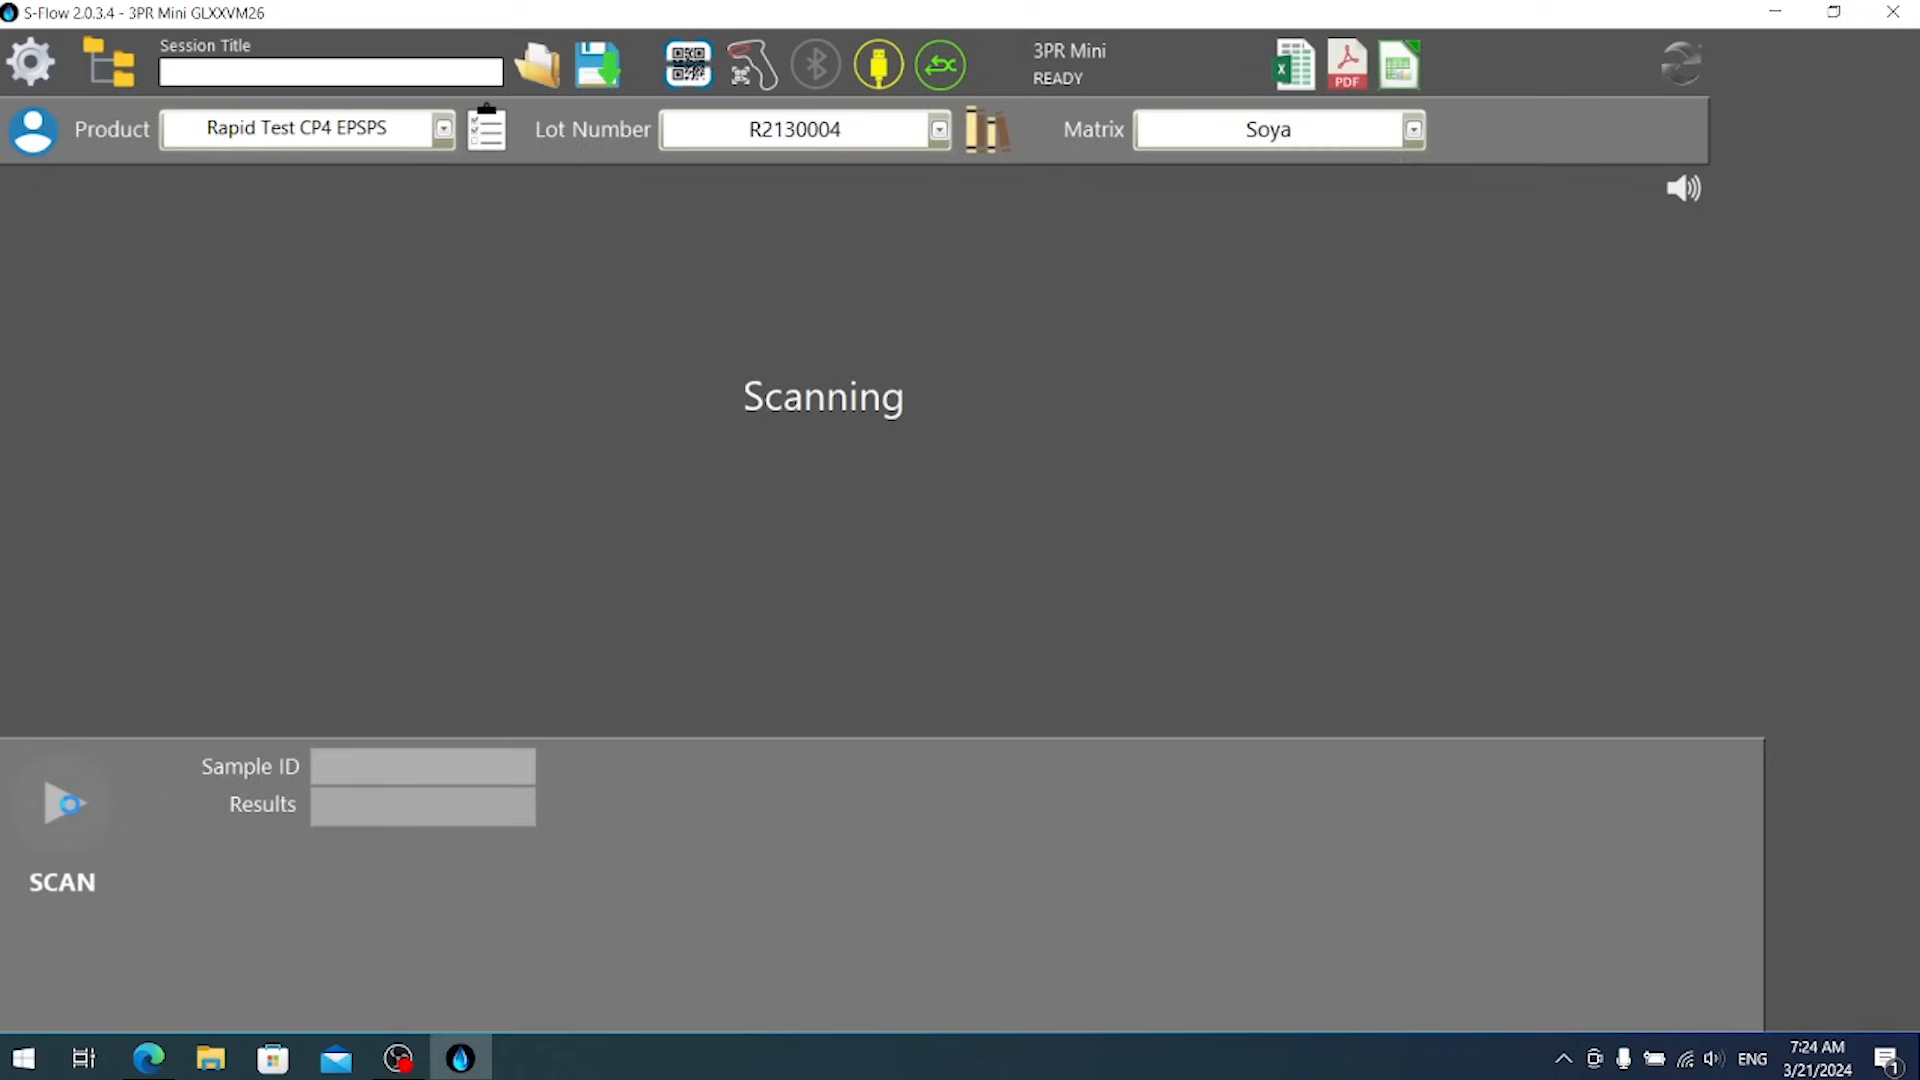 S-Flow 2.0.3.4 - 3PR Mini GLXXVM26
Session Title
3PR Mini
READY
PDF
Product
Rapid Test CP4 EPSPS
Lot Number
R2130004
Matrix
Soya
Scanning
Sample ID
Results
SCAN
ENG
7:24 AM
3/21/2024
1